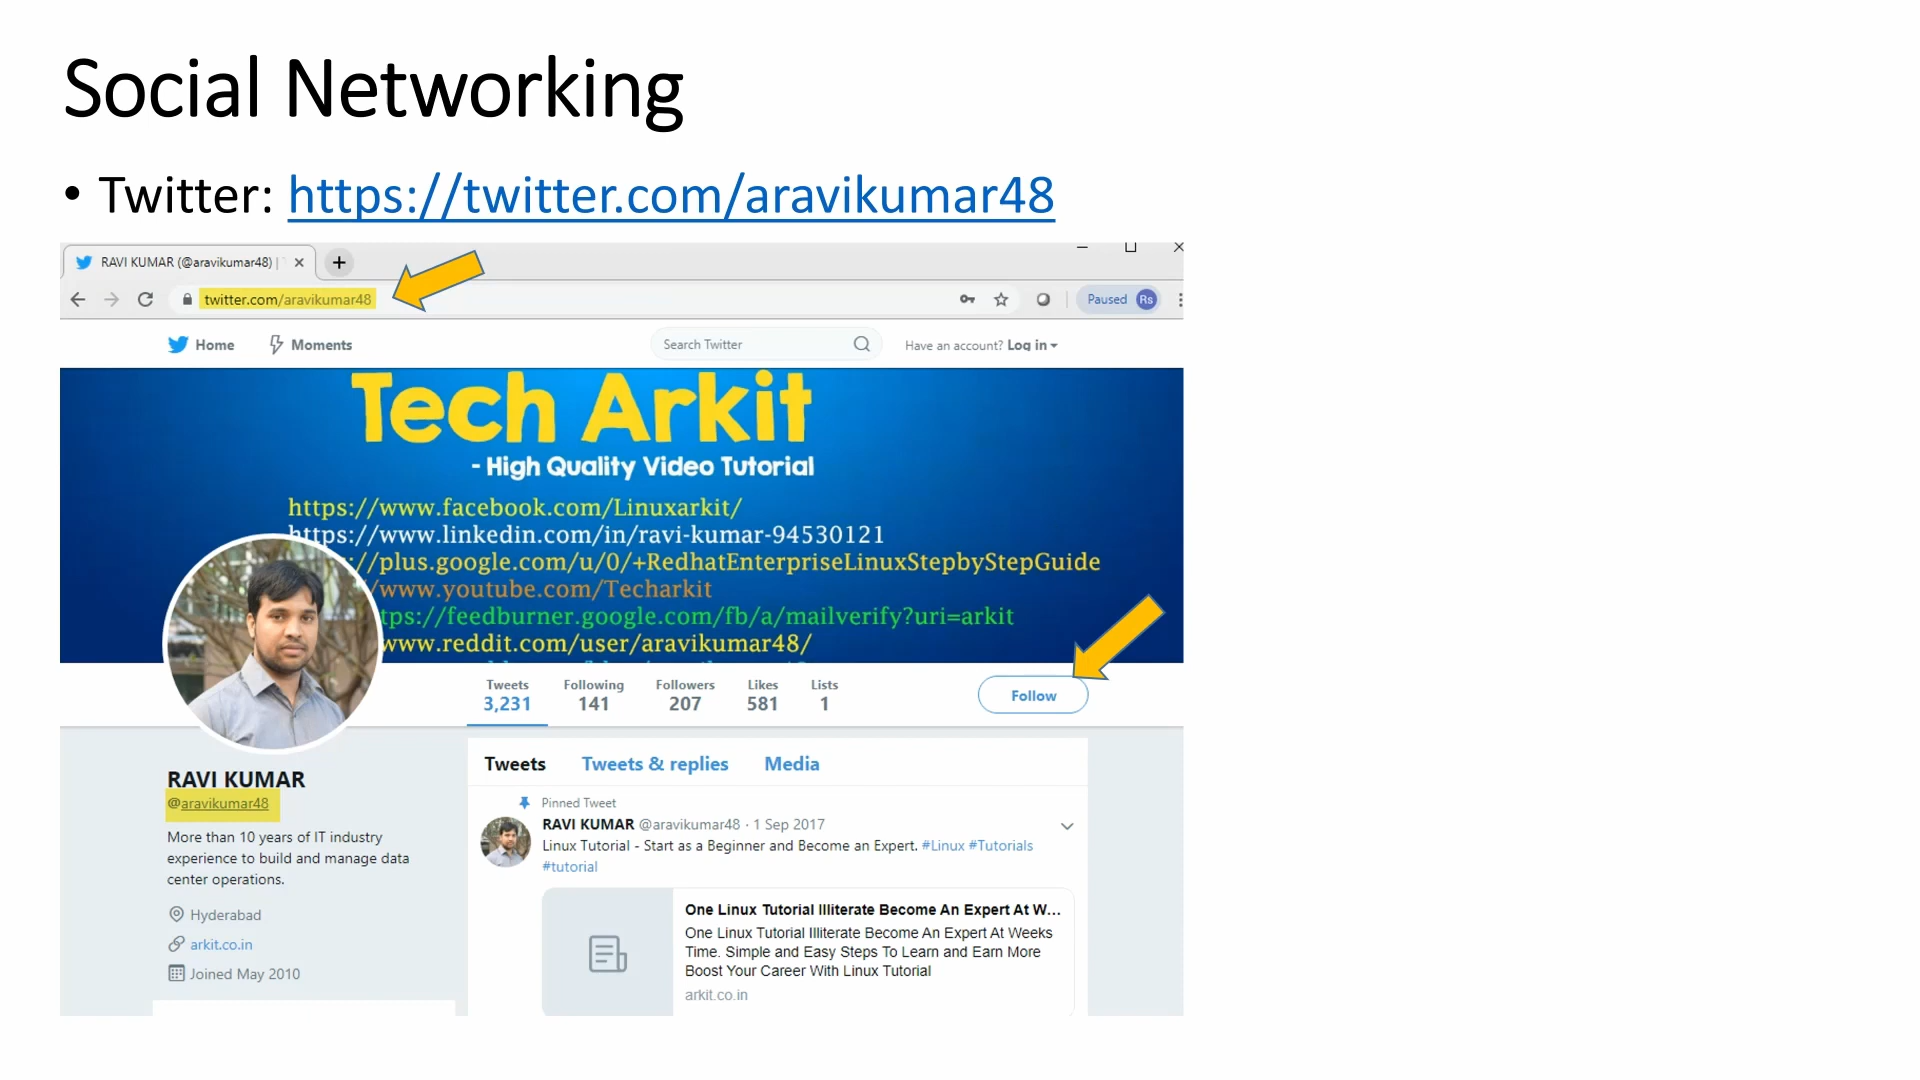 Social Networking
• Twitter: https://twitter.com/aravikumar48
RAVI KUMAR (@aravikumar48) |
twitter.com/aravikumar48
Paused Rs
Home Moments
Search Twitter
Have an account? Log in
Tech Arkit
- High Quality Video Tutorial
https://www.facebook.com/Linuxarkit/
https://www.linkedin.com/in/ravi-kumar-94530121
://plus.google.com/u/0/+RedhatEnterpriseLinuxStepbyStepGuide
/www.youtube.com/Techarkit
tps://feedburner.google.com/fb/a/mailverify?uri=arkit
www.reddit.com/user/aravikumar48/
Tweets Following Followers Likes Lists
3,231 141 207 581 1
Follow
RAVI KUMAR
@aravikumar48
More than 10 years of IT industry
experience to build and manage data
center operations.
Hyderabad
arkit.co.in
Joined May 2010
Tweets Tweets & replies Media
Pinned Tweet
RAVI KUMAR @aravikumar48 · 1 Sep 2017
Linux Tutorial - Start as a Beginner and Become an Expert. #Linux #Tutorials
#tutorial
One Linux Tutorial Illiterate Become An Expert At W...
One Linux Tutorial Illiterate Become An Expert At Weeks
Time. Simple and Easy Steps To Learn and Earn More
Boost Your Career With Linux Tutorial
arkit.co.in